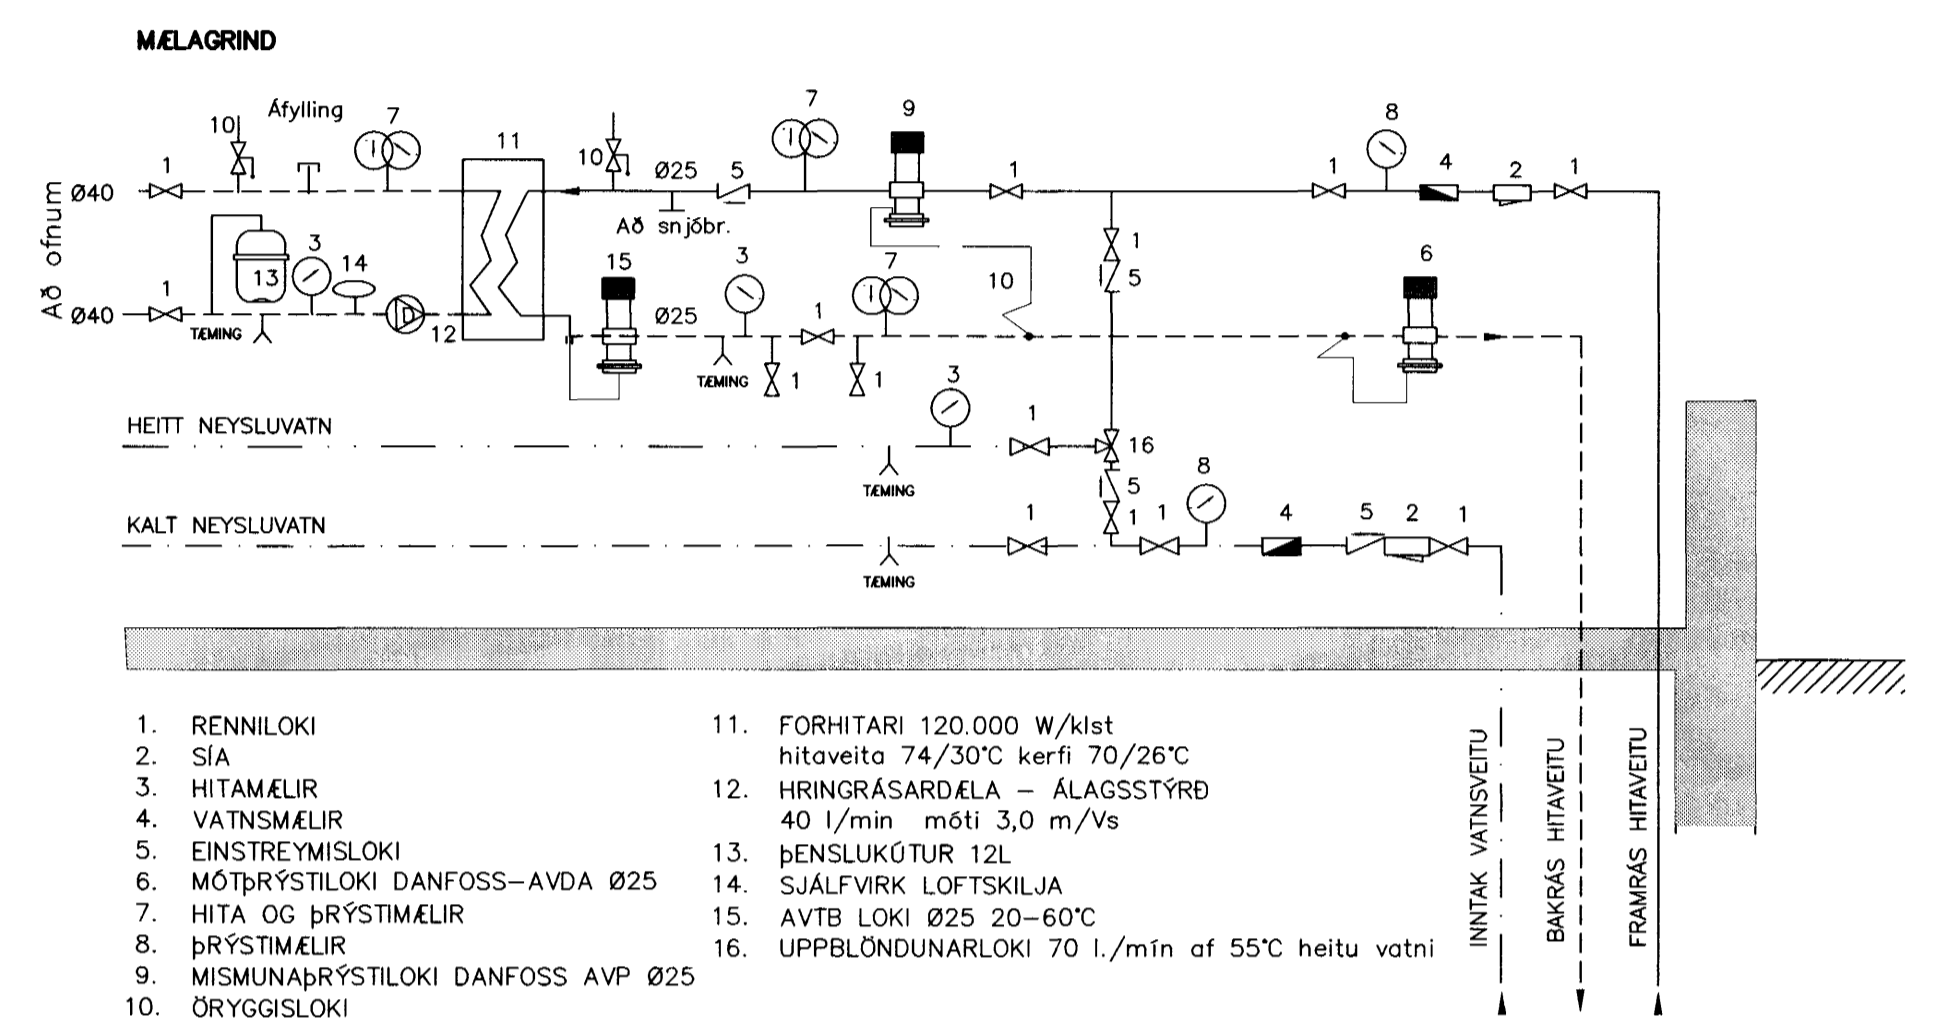 MÆLAGRIND
Áfylling
10 7 11 10 7 9 8
1 Ø40 Ø25 5 1 1 4 2 1
Að ofnum
Að snjóbr.
13 3 14 15 3 7 10 1 5 6
1 Ø40 12 Ø25 1
TÆMING
TÆMING 1 1
3
HEITT NEYSLUVATN 1 16
TÆMING
5 8
KALT NEYSLUVATN 1 1 1 4 5 2 1
TÆMING
1. RENNILOKI
2. SÍA
3. HITAMÆLIR
4. VATNSMÆLIR
5. EINSTREYMISLOKI
6. MÓTÞRÝSTILOKI DANFOSS-AVDA Ø25
7. HITA OG ÞRÝSTIMÆLIR
8. ÞRÝSTIMÆLIR
9. MISMUNAÞRÝSTILOKI DANFOSS AVP Ø25
10. ÖRYGGISLOKI
11. FORHITARI 120.000 W/klst
hitaveita 74/30°C kerfi 70/26°C
12. HRINGRÁSARDÆLA – ÁLAGSSTÝRÐ
40 l/min móti 3,0 m/Vs
13. ÞENSLUKÚTUR 12L
14. SJÁLFVIRK LOFTSKILJA
15. AVTB LOKI Ø25 20-60°C
16. UPPBLÖNDUNARLOKI 70 l./mín af 55°C heitu vatni
INNTAK VATNSVEITU
BAKRÁS HITAVEITU
FRAMRÁS HITAVEITU